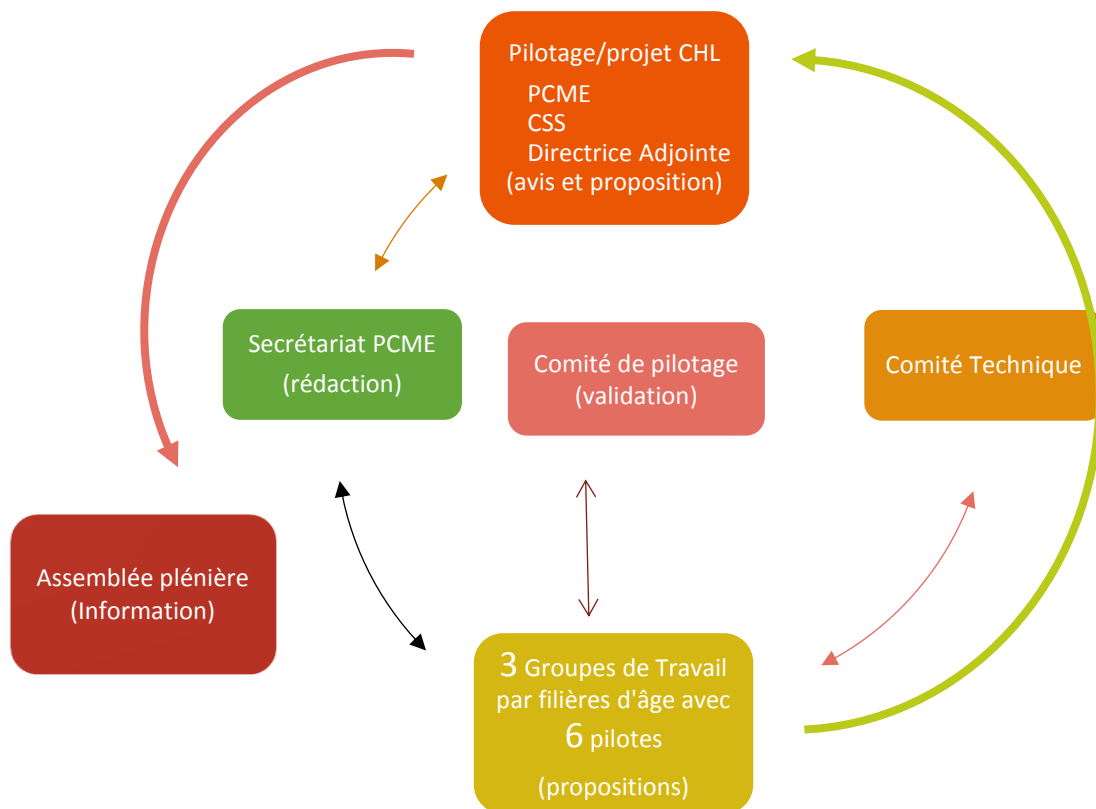 Pilotage/projet CHL
PCME
CSS
Directrice Adjointe
(avis et proposition)
Secrétariat PCME
(rédaction)
Comité de pilotage
(validation)
Comité Technique
Assemblée plénière
(Information)
3 Groupes de Travail
par filières d'âge avec
6 pilotes
(propositions)